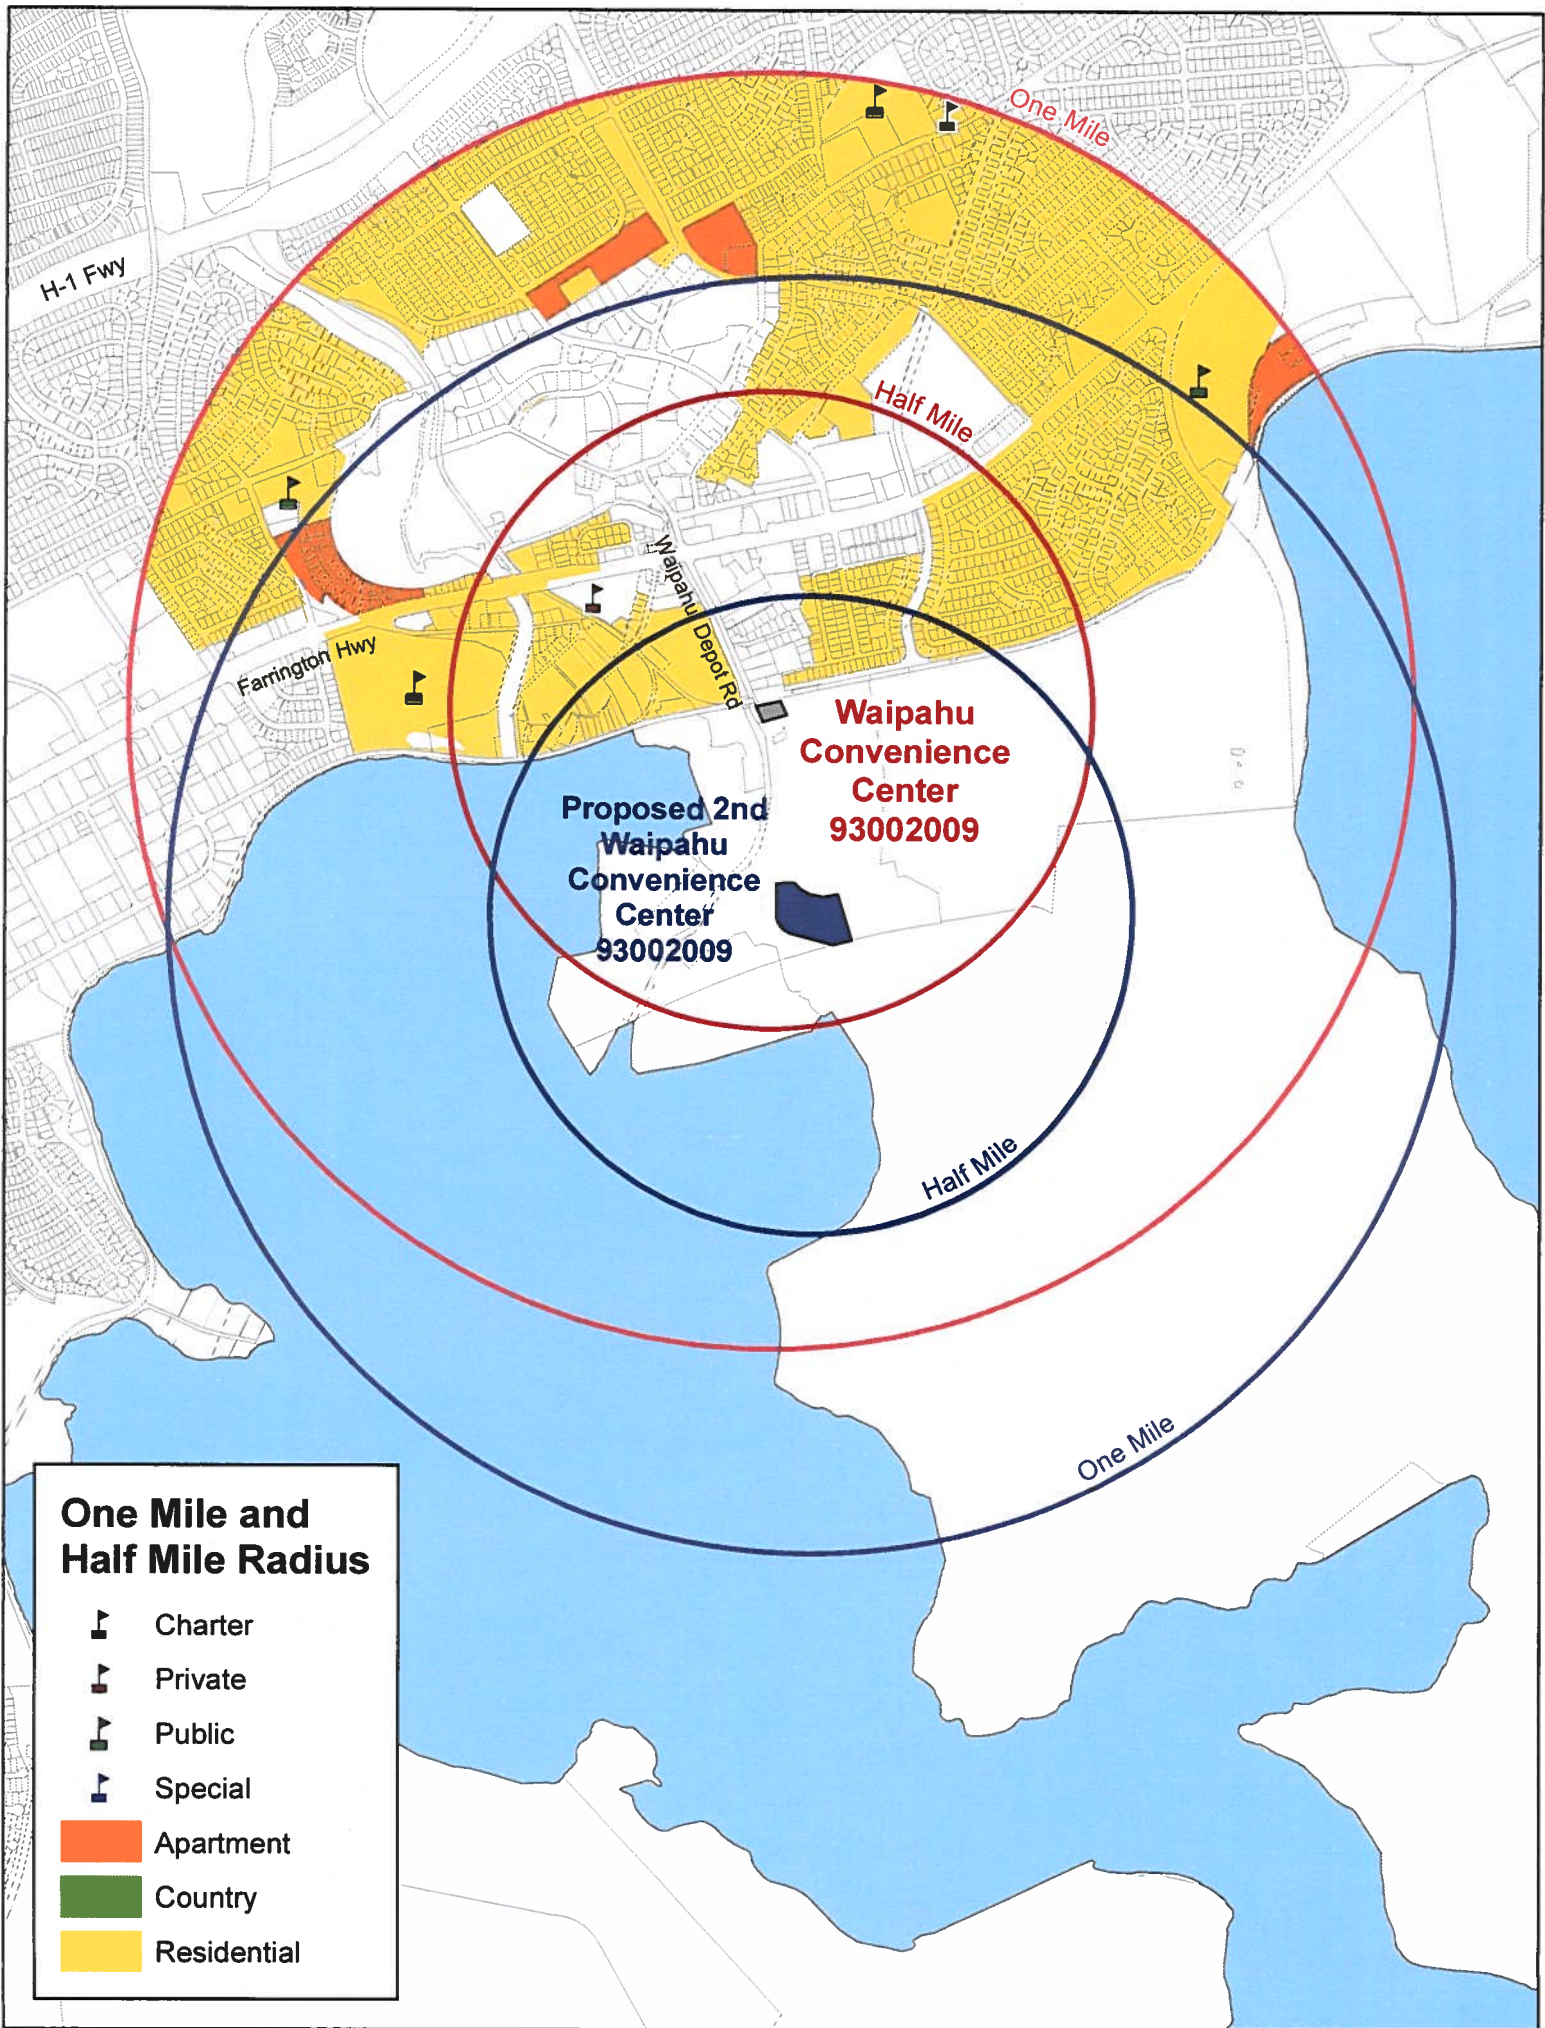 One Mile
H-1 Fwy
Half Mile
Waipahu Depot Rd
Farrington Hwy
Waipahu
Convenience
Center
93002009
Proposed 2nd
Waipahu
Convenience
Center
93002009
Half Mile
One Mile
One Mile and
Half Mile Radius
Charter
Private
Public
Special
Apartment
Country
Residential